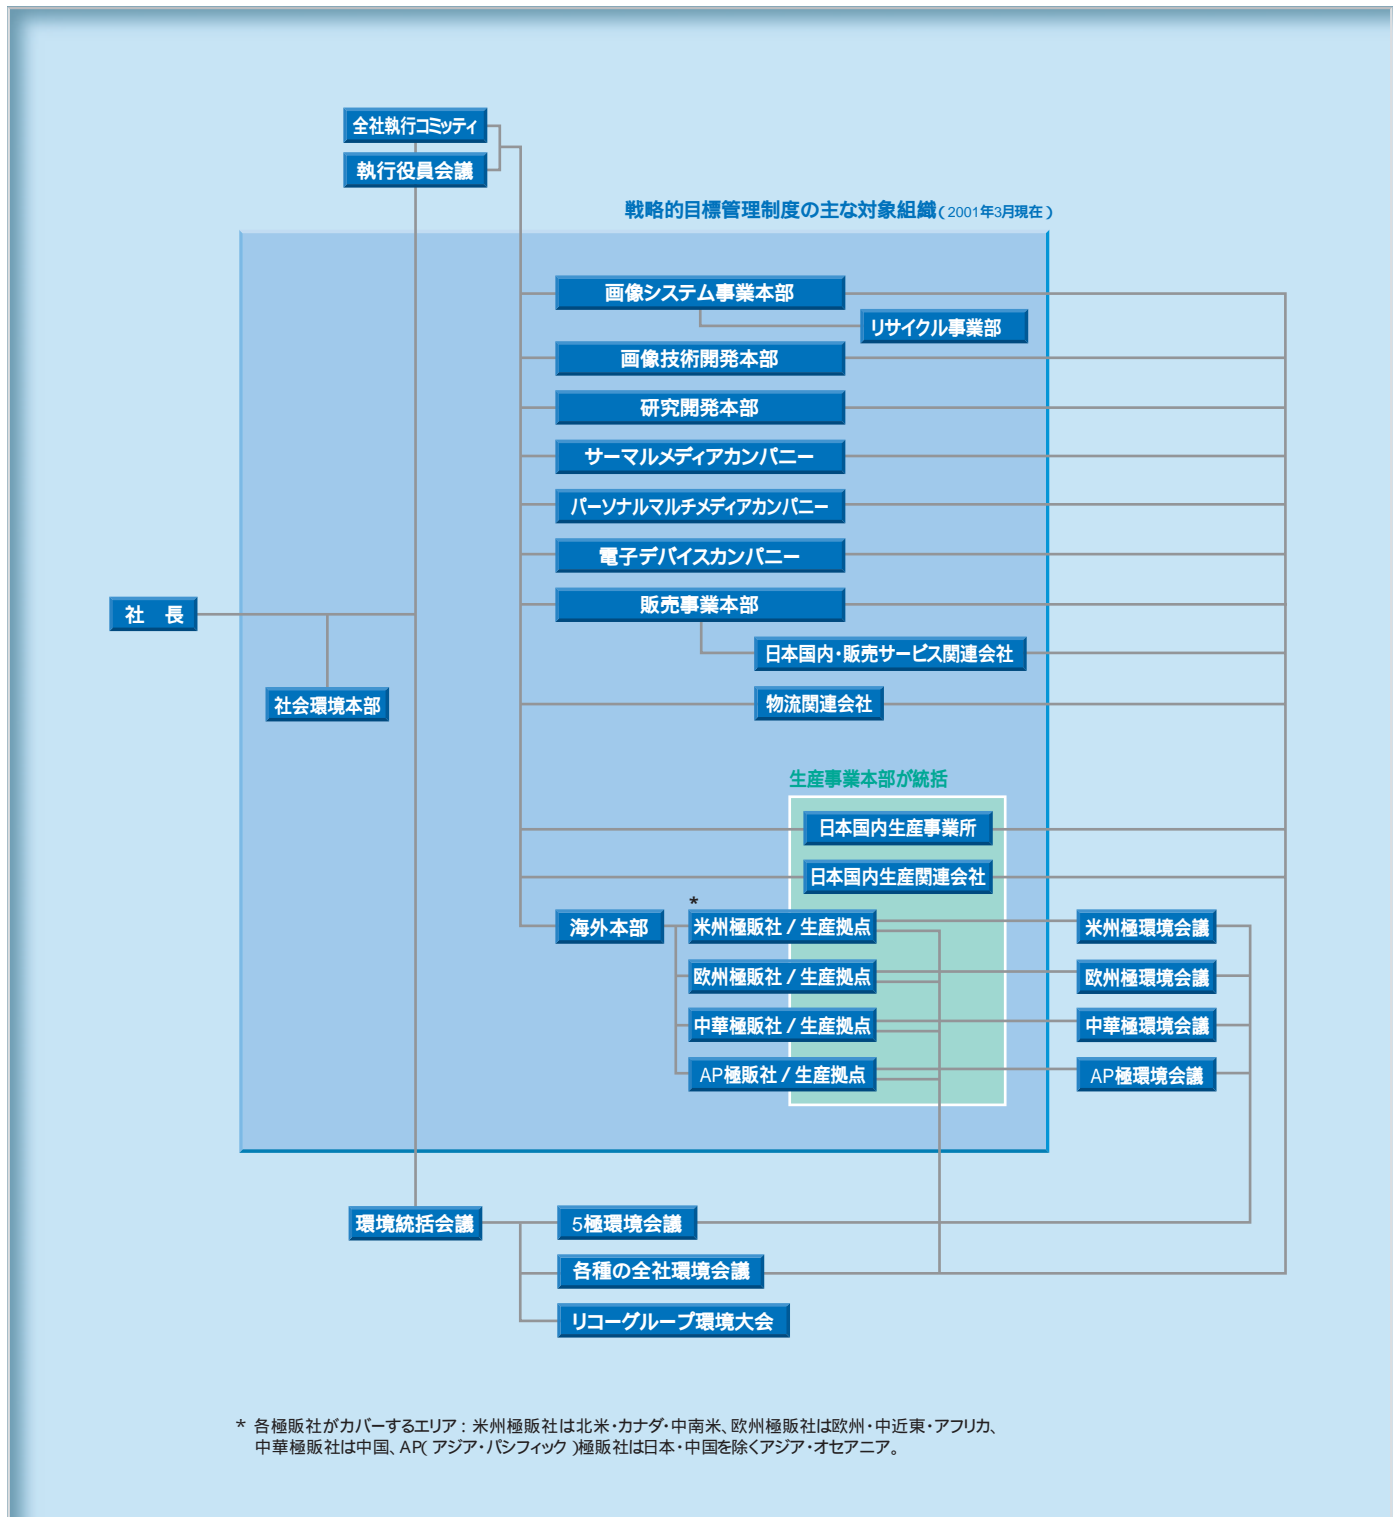 全社執行コミッティ
執行役員会議
戦略的目標管理制度の主な対象組織(2001年3月現在)
画像システム事業本部
リサイクル事業部
画像技術開発本部
研究開発本部
サーマルメディアカンパニー
パーソナルマルチメディアカンパニー
電子デバイスカンパニー
販売事業本部
社　長
日本国内・販売サービス関連会社
社会環境本部
物流関連会社
生産事業本部が統括
日本国内生産事業所
日本国内生産関連会社
*
海外本部
米州極販社 / 生産拠点
米州極環境会議
欧州極販社 / 生産拠点
欧州極環境会議
中華極販社 / 生産拠点
中華極環境会議
AP極販社 / 生産拠点
AP極環境会議
環境統括会議
5極環境会議
各種の全社環境会議
リコーグループ環境大会
* 各極販社がカバーするエリア : 米州極販社は北米・カナダ・中南米、欧州極販社は欧州・中近東・アフリカ、
中華極販社は中国、AP( アジア・パシフィック )極販社は日本・中国を除くアジア・オセアニア。